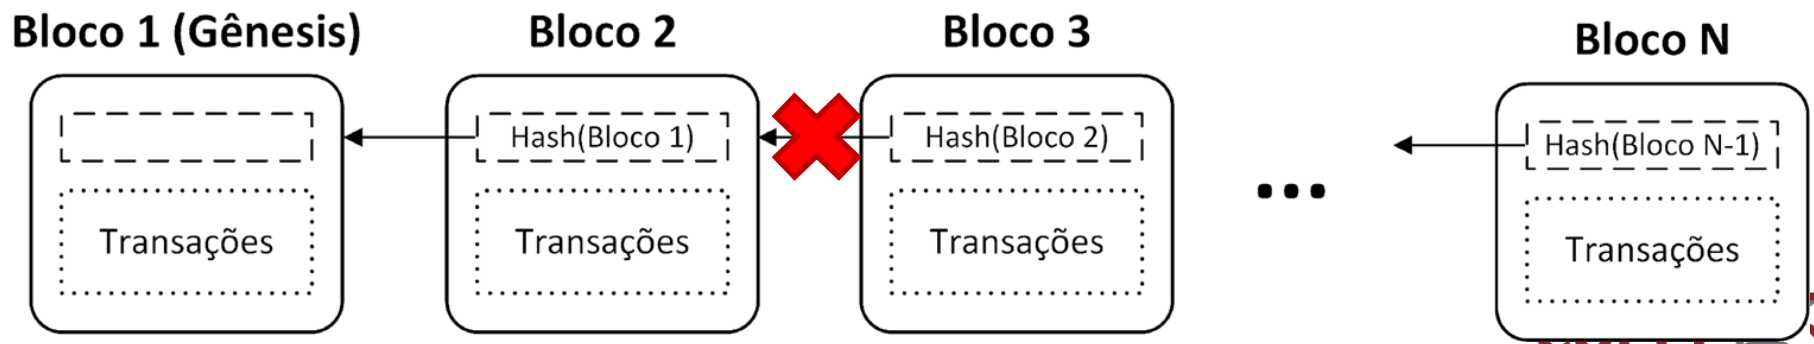 Bloco 1 (Gênesis)
Bloco 2
Bloco 3
Bloco N
Hash(Bloco 1)
Hash(Bloco 2)
Hash(Bloco N-1)
...
Transações
Transações
Transações
Transações